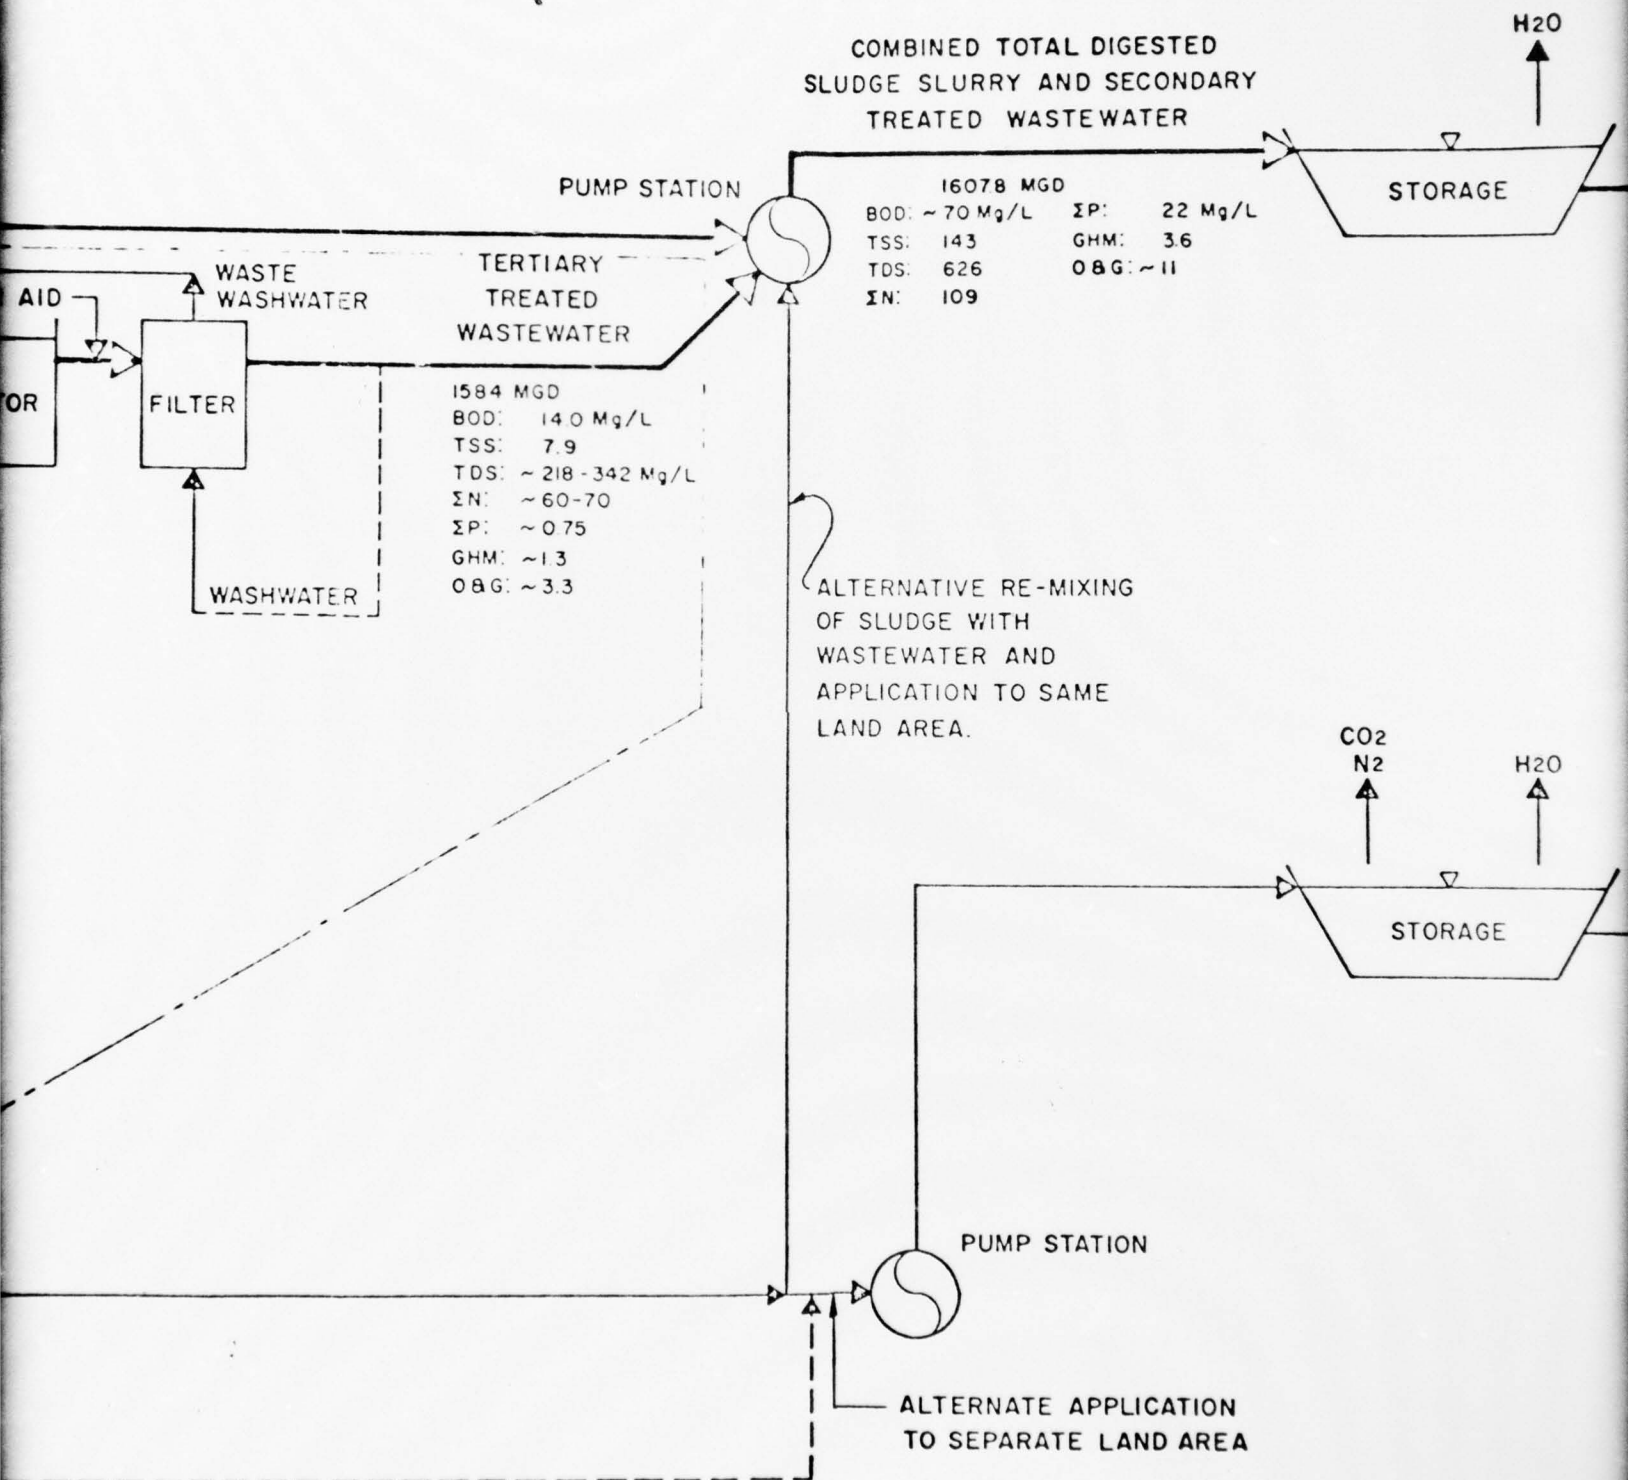 H2O
COMBINED TOTAL DIGESTED
SLUDGE SLURRY AND SECONDARY
TREATED WASTEWATER
PUMP STATION
STORAGE
1607.8 MGD
BOD: ~70 Mg/L ΣP: 22 Mg/L
TSS: 143 GHM: 3.6
TDS: 626 O&G: ~11
ΣN: 109
WASTE
WASHWATER
AID
TERTIARY
TREATED
WASTEWATER
OR
FILTER
1584 MGD
BOD: 14.0 Mg/L
TSS: 7.9
TDS: ~218-342 Mg/L
ΣN: ~60-70
ΣP: ~0.75
GHM: ~1.3
O&G: ~3.3
WASHWATER
ALTERNATIVE RE-MIXING
OF SLUDGE WITH
WASTEWATER AND
APPLICATION TO SAME
LAND AREA.
CO2
N2
H2O
STORAGE
PUMP STATION
ALTERNATE APPLICATION
TO SEPARATE LAND AREA